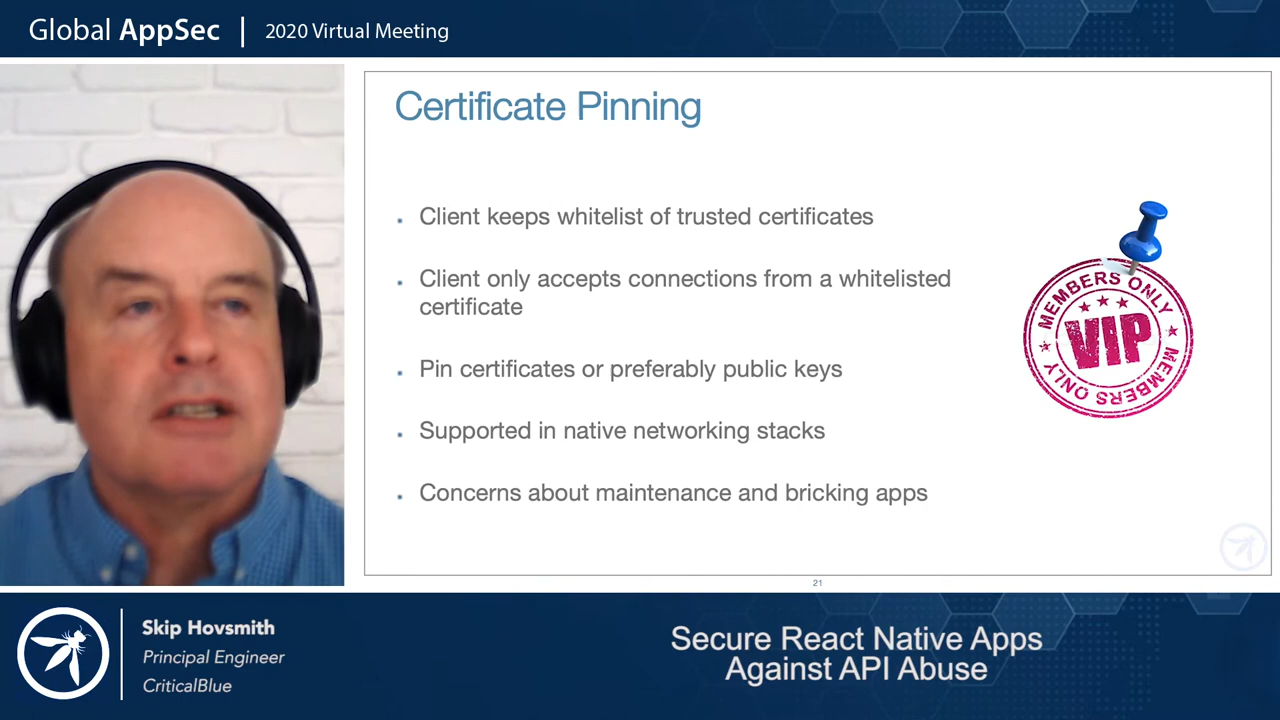 Global AppSec | 2020 Virtual Meeting
Certificate Pinning
Client keeps whitelist of trusted certificates
Client only accepts connections from a whitelisted
certificate
Pin certificates or preferably public keys
Supported in native networking stacks
Concerns about maintenance and bricking apps
MEMBERS ONLY
VIP
MEMBERS ONLY
21
Skip Hovsmith
Principal Engineer
CriticalBlue
Secure React Native Apps
Against API Abuse